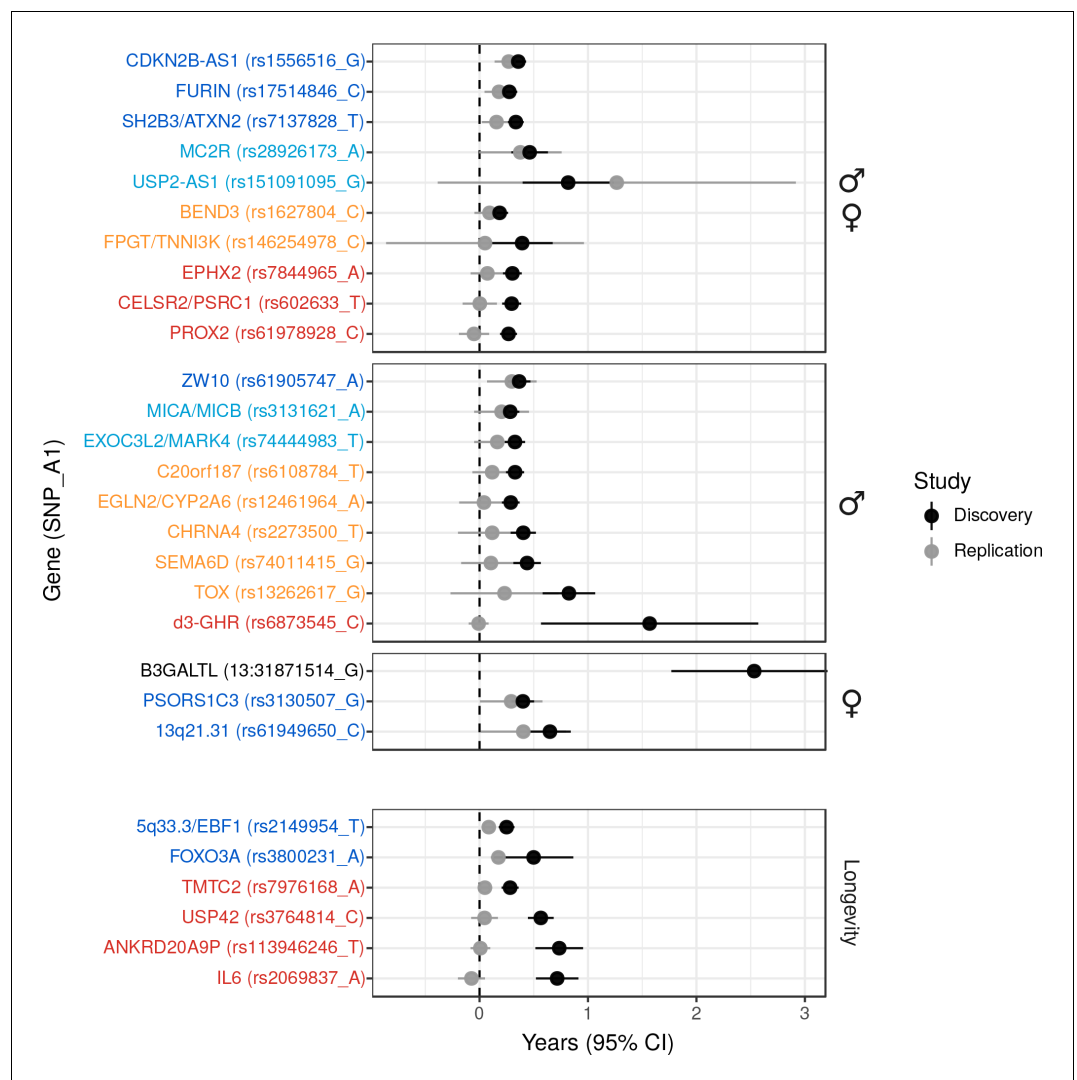 CDKN2B-AS1 (rs1556516_G)
FURIN (rs17514846_C)
SH2B3/ATXN2 (rs7137828_T)
MC2R (rs28926173_A)
USP2-AS1 (rs151091095_G)
♂
BEND3 (rs1627804_C)
♀
FPGT/TNNI3K (rs146254978_C)
EPHX2 (rs7844965_A)
CELSR2/PSRC1 (rs602633_T)
PROX2 (rs61978928_C)
ZW10 (rs61905747_A)
MICA/MICB (rs3131621_A)
EXOC3L2/MARK4 (rs74444983_T)
C20orf187 (rs6108784_T)
EGLN2/CYP2A6 (rs12461964_A)
♂
CHRNA4 (rs2273500_T)
SEMA6D (rs74011415_G)
TOX (rs13262617_G)
d3-GHR (rs6873545_C)
B3GALTL (13:31871514_G)
PSORS1C3 (rs3130507_G)
♀
13q21.31 (rs61949650_C)
5q33.3/EBF1 (rs2149954_T)
FOXO3A (rs3800231_A)
TMTC2 (rs7976168_A)
USP42 (rs3764814_C)
ANKRD20A9P (rs113946246_T)
IL6 (rs2069837_A)
Longevity
0 1 2 3
Years (95% CI)
Gene (SNP_A1)
Study
Discovery
Replication